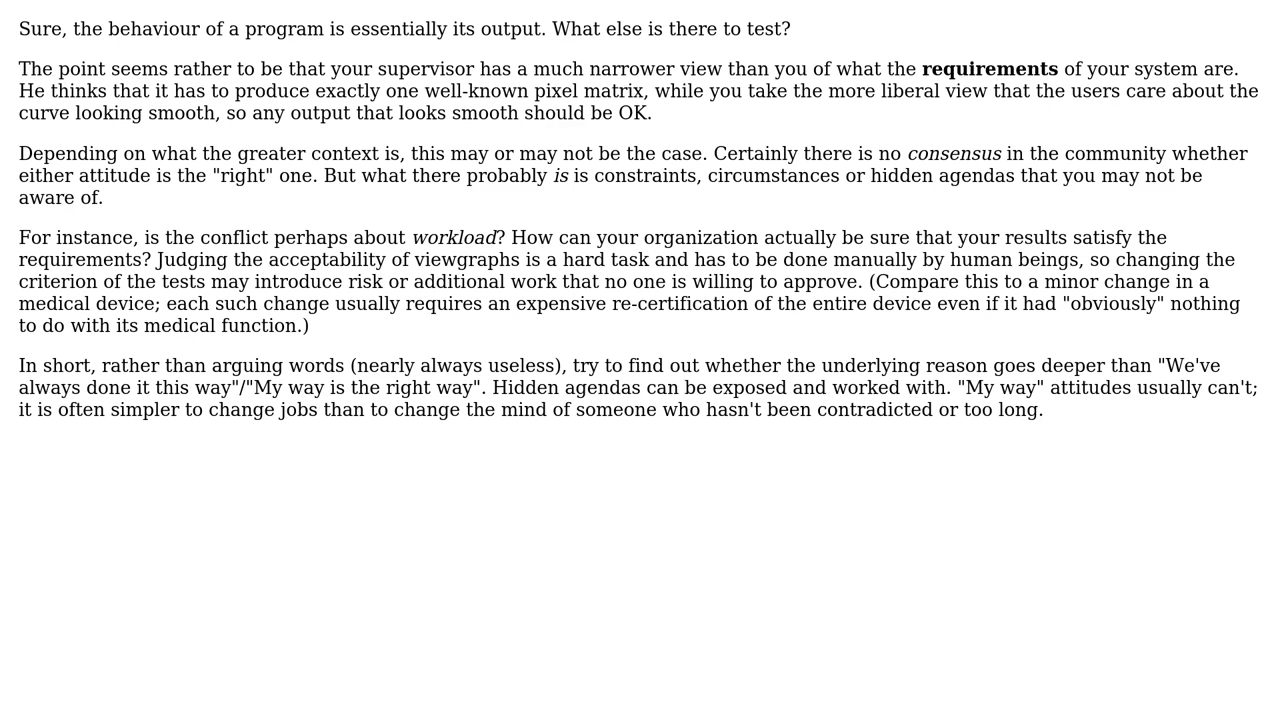 Sure, the behaviour of a program is essentially its output. What else is there to test?
The point seems rather to be that your supervisor has a much narrower view than you of what the requirements of your system are.
He thinks that it has to produce exactly one well-known pixel matrix, while you take the more liberal view that the users care about the
curve looking smooth, so any output that looks smooth should be OK.
Depending on what the greater context is, this may or may not be the case. Certainly there is no consensus in the community whether
either attitude is the "right" one. But what there probably is is constraints, circumstances or hidden agendas that you may not be
aware of.
For instance, is the conflict perhaps about workload? How can your organization actually be sure that your results satisfy the
requirements? Judging the acceptability of viewgraphs is a hard task and has to be done manually by human beings, so changing the
criterion of the tests may introduce risk or additional work that no one is willing to approve. (Compare this to a minor change in a
medical device; each such change usually requires an expensive re-certification of the entire device even if it had "obviously" nothing
to do with its medical function.)
In short, rather than arguing words (nearly always useless), try to find out whether the underlying reason goes deeper than "We've
always done it this way"/"My way is the right way". Hidden agendas can be exposed and worked with. "My way" attitudes usually can't;
it is often simpler to change jobs than to change the mind of someone who hasn't been contradicted or too long.